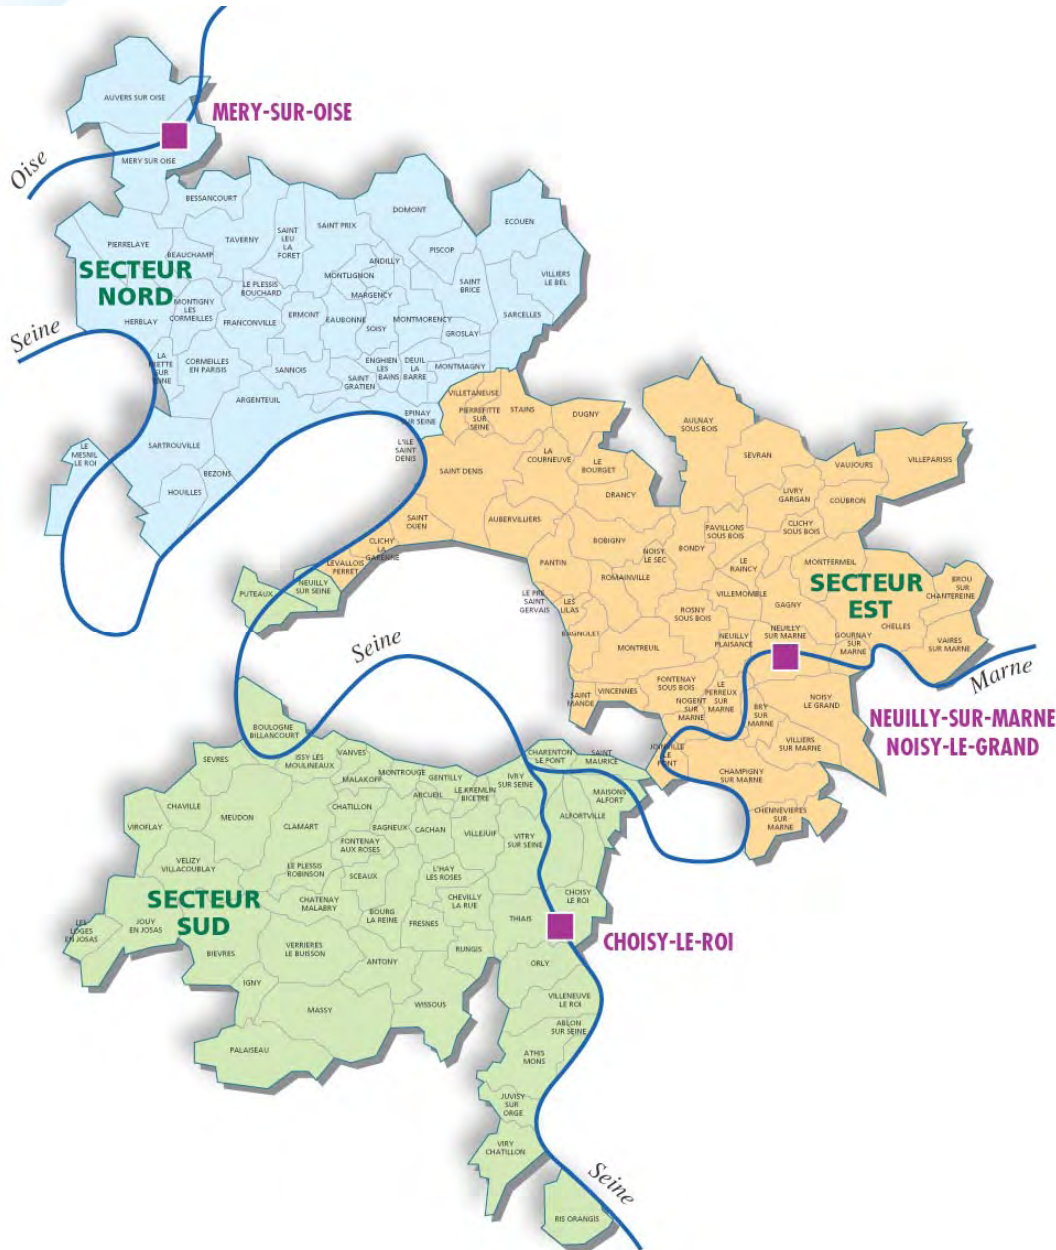 MERY-SUR-OISE
AUVERS SUR OISE
Oise
MERY SUR OISE
BESSANCOURT
DOMONT
ECOUEN
SAINT PRIX
SAINT
LEU
LA
FORET
TAVERNY
PIERRELAYE
BEAUCHAMP
PISCOP
ANDILLY
MONTLIGNON
VILLIERS
LE BEL
SECTEUR
NORD
LE PLESSIS
BOUCHARD
SAINT
BRICE
MARGENCY
MONTIGNY
LES
CORMEILLES
HERBLAY
FRANCONVILLE
ERMONT
EAUBONNE
SOISY
MONTMORENCY
SARCELLES
GROSLAY
Seine
CORMEILLES
EN PARISIS
SANNOIS
ENGHIEN
LES
BAINS
DEUIL
LA
BARRE
MONTMAGNY
SAINT
GRATIEN
ARGENTEUIL
EPINAY
SUR SEINE
VILLETANEUSE
PIERREFITTE
SUR
SEINE
STAINS
DUGNY
AULNAY
SOUS BOIS
LE
MESNIL
LE ROI
SARTROUVILLE
L'ILE
SAINT
DENIS
BEZONS
HOUILLES
SAINT DENIS
LA
COURNEUVE
LE
BOURGET
SEVRAN
VAUJOURS
VILLEPARISIS
DRANCY
LIVRY
GARGAN
COUBRON
SAINT
OUEN
AUBERVILLIERS
PAVILLONS
SOUS BOIS
CLICHY
SOUS BOIS
CLICHY
LA
GARENNE
BOBIGNY
NOISY
LE SEC
BONDY
LEVALLOIS
PERRET
PANTIN
LE
RAINCY
MONTFERMEIL
SECTEUR
EST
BROU
SUR
CHANTEREINE
PUTEAUX
NEUILLY
SUR SEINE
ROMAINVILLE
LE PRE
SAINT
GERVAIS
LES
LILAS
VILLEMOMBLE
GAGNY
ROSNY
SOUS BOIS
BAGNOLET
NEUILLY
PLAISANCE
NEUILLY
SUR MARNE
GOURNAY
SUR
MARNE
CHELLES
VAIRES
SUR MARNE
MONTREUIL
Seine
Marne
SAINT
MANDE
VINCENNES
FONTENAY
SOUS BOIS
NOGENT
SUR
MARNE
LE
PERREUX
SUR
MARNE
BRY
SUR
MARNE
NOISY
LE GRAND
NEUILLY-SUR-MARNE
NOISY-LE-GRAND
VILLIERS
SUR MARNE
JOINVILLE
LE
PONT
CHAMPIGNY
SUR MARNE
CHENNEVIERES
SUR
MARNE
BOULOGNE
BILLANCOURT
SEVRES
ISSY LES
MOULINEAUX
VANVES
MALAKOFF
MONTROUGE
GENTILLY
CHARENTON
LE PONT
SAINT
MAURICE
IVRY
SUR SEINE
ARCUEIL
LE KREMLIN
BICETRE
MAISONS
ALFORT
ALFORTVILLE
CHAVILLE
MEUDON
CHATILLON
VIROFLAY
CLAMART
BAGNEUX
CACHAN
VILLEJUIF
VITRY
SUR SEINE
FONTENAY
AUX ROSES
VELIZY
VILLACOUBLAY
LE PLESSIS
ROBINSON
SCEAUX
L'HAY
LES ROSES
SECTEUR
SUD
CHATENAY
MALABRY
CHEVILLY
LA RUE
CHOISY
LE ROI
BOURG
LA REINE
FRESNES
THIAIS
LES
LOGES
EN JOSAS
JOUY
EN JOSAS
CHOISY-LE-ROI
BIEVRES
VERRIERES
LE BUISSON
ANTONY
RUNGIS
ORLY
IGNY
MASSY
WISSOUS
VILLENEUVE
LE ROI
ABLON
SUR SEINE
PALAISEAU
ATHIS
MONS
JUVISY
SUR
ORGE
VIRY
CHATILLON
Seine
RIS ORANGIS